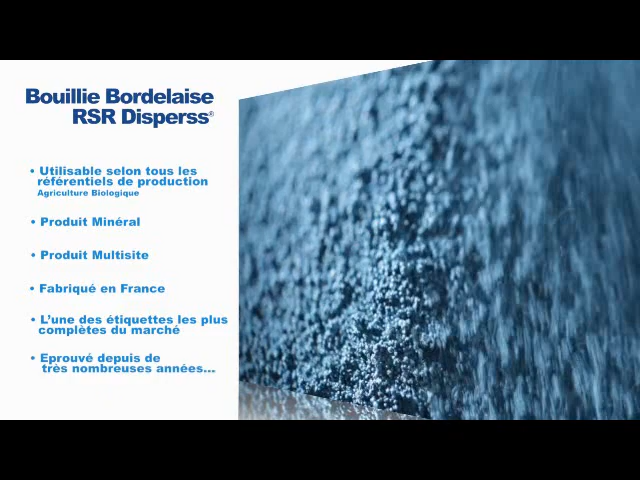 Bouillie Bordelaise
RSR Disperss®
• Utilisable selon tous les
référentiels de production
Agriculture Biologique
• Produit Minéral
• Produit Multisite
• Fabriqué en France
• L'une des étiquettes les plus
complètes du marché
• Eprouvé depuis de
très nombreuses années...